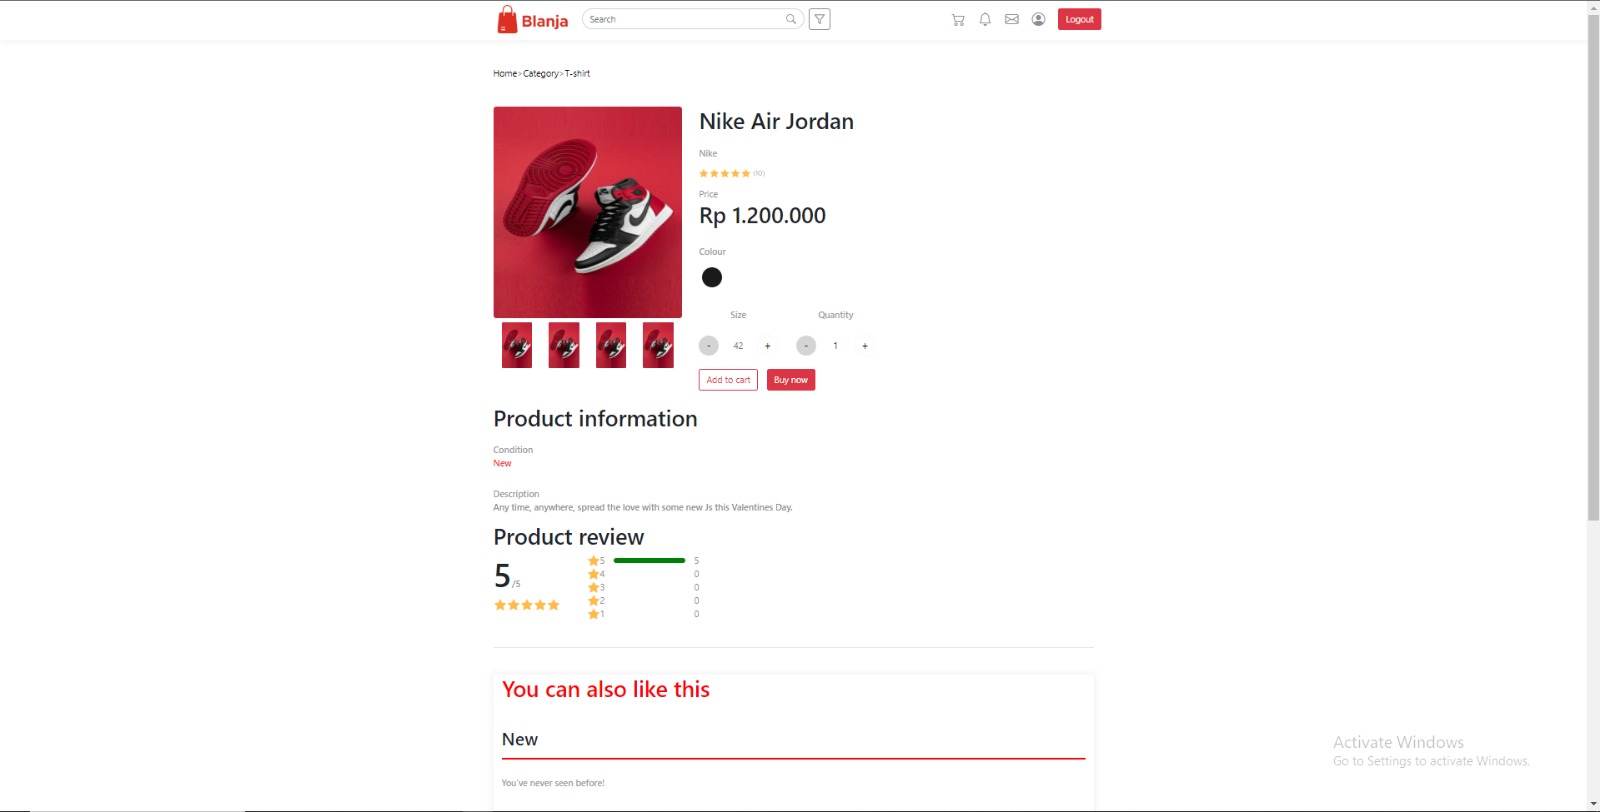 Blanja
Search
Logout
Home>Category>T-shirt
Nike Air Jordan
Nike
(10)
Price
Rp 1.200.000
Colour
Size Quantity
- 42 + - 1 +
Add to cart Buy now
Product information
Condition
New
Description
Any time, anywhere, spread the love with some new Js this Valentines Day.
Product review
5/5
5 5
4 0
3 0
2 0
1 0
You can also like this
New
You've never seen before!
Activate Windows
Go to Settings to activate Windows.